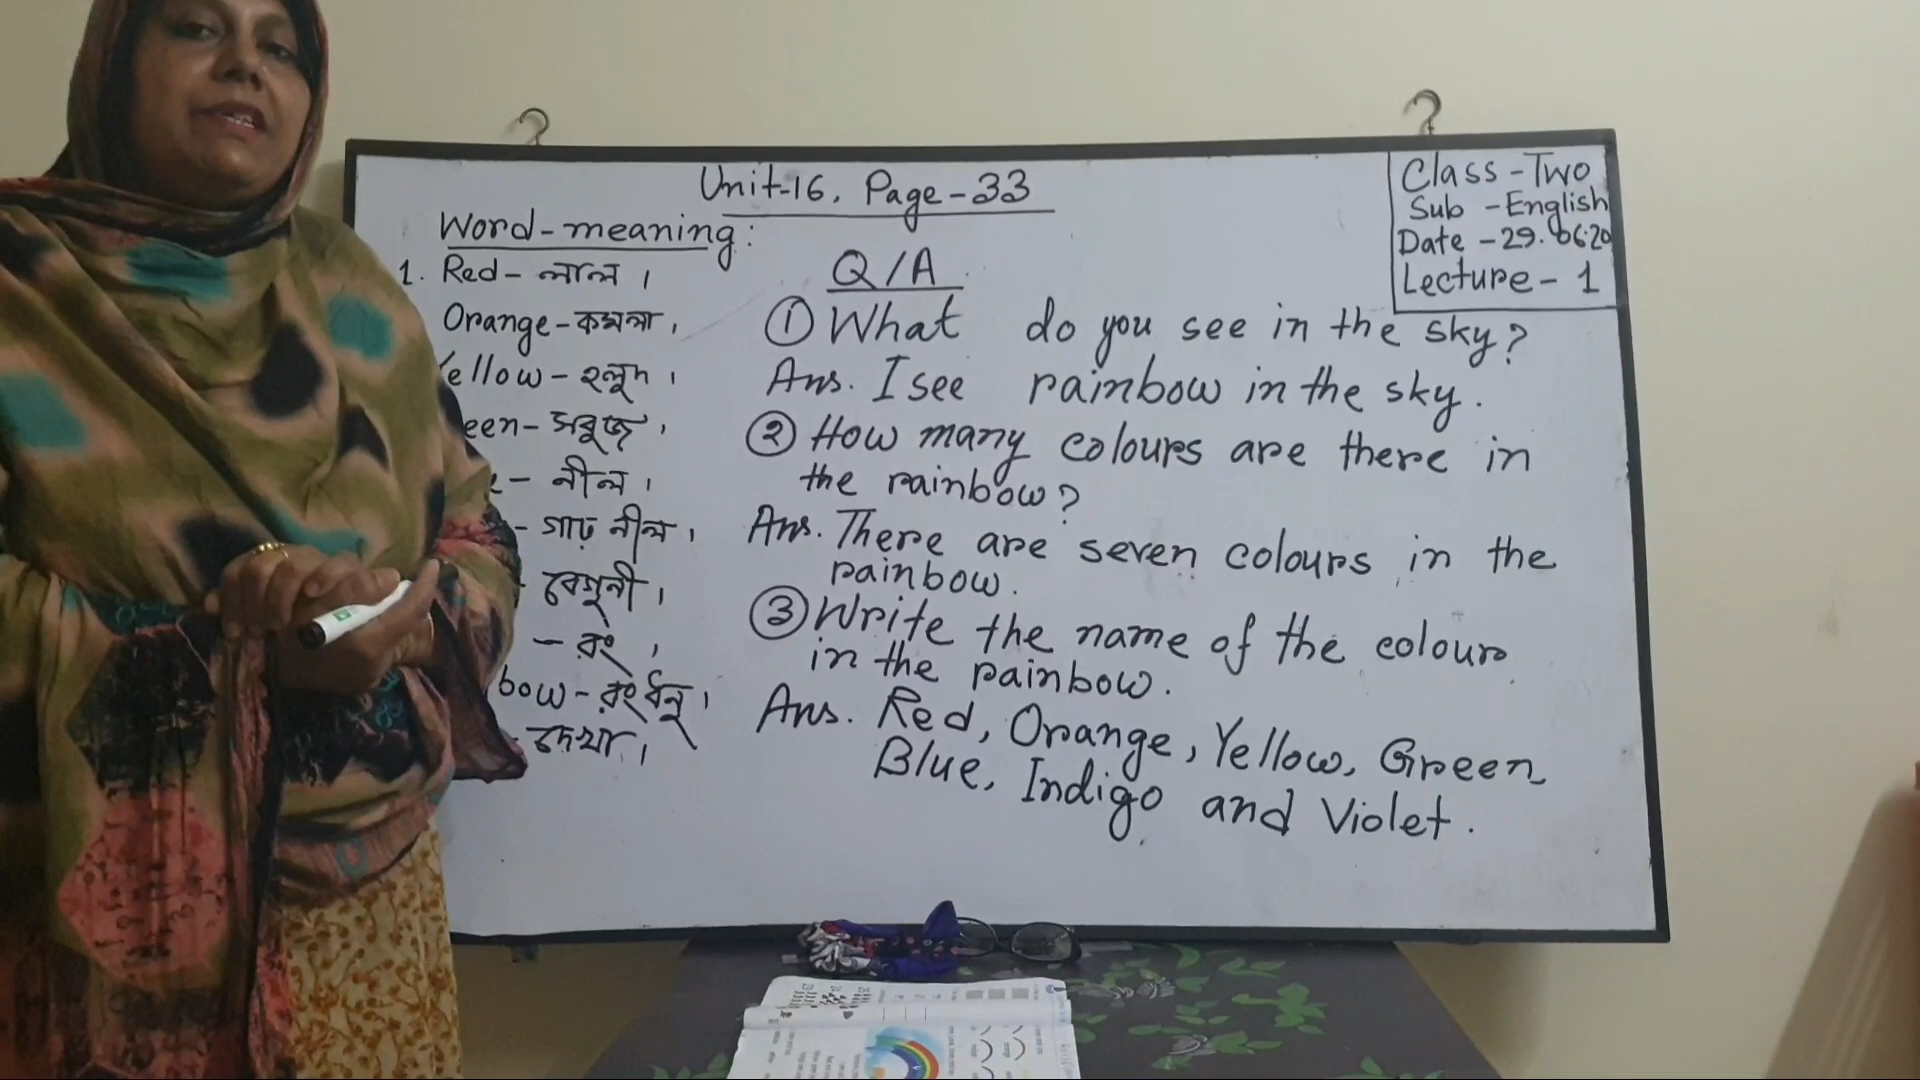 Unit-16, Page-33
Class-Two
Sub -English
Date -29.06.20
Lecture-1
Word-meaning:
1. Red- লাল।
Orange-কমলা।
ellow-হলুদ।
een-সবুজ।
e- নীল।
- গাঢ় নীল।
বেগুনী।
- রং।
bow-রংধনু।
- দেখা।
Q/A
① What do you see in the sky?
Ans. I see rainbow in the sky.
② How many colours are there in
the rainbow?
Ans. There are seven colours in the
rainbow.
③ Write the name of the colour
in the rainbow.
Ans. Red, Orange, Yellow, Green,
Blue, Indigo and Violet.